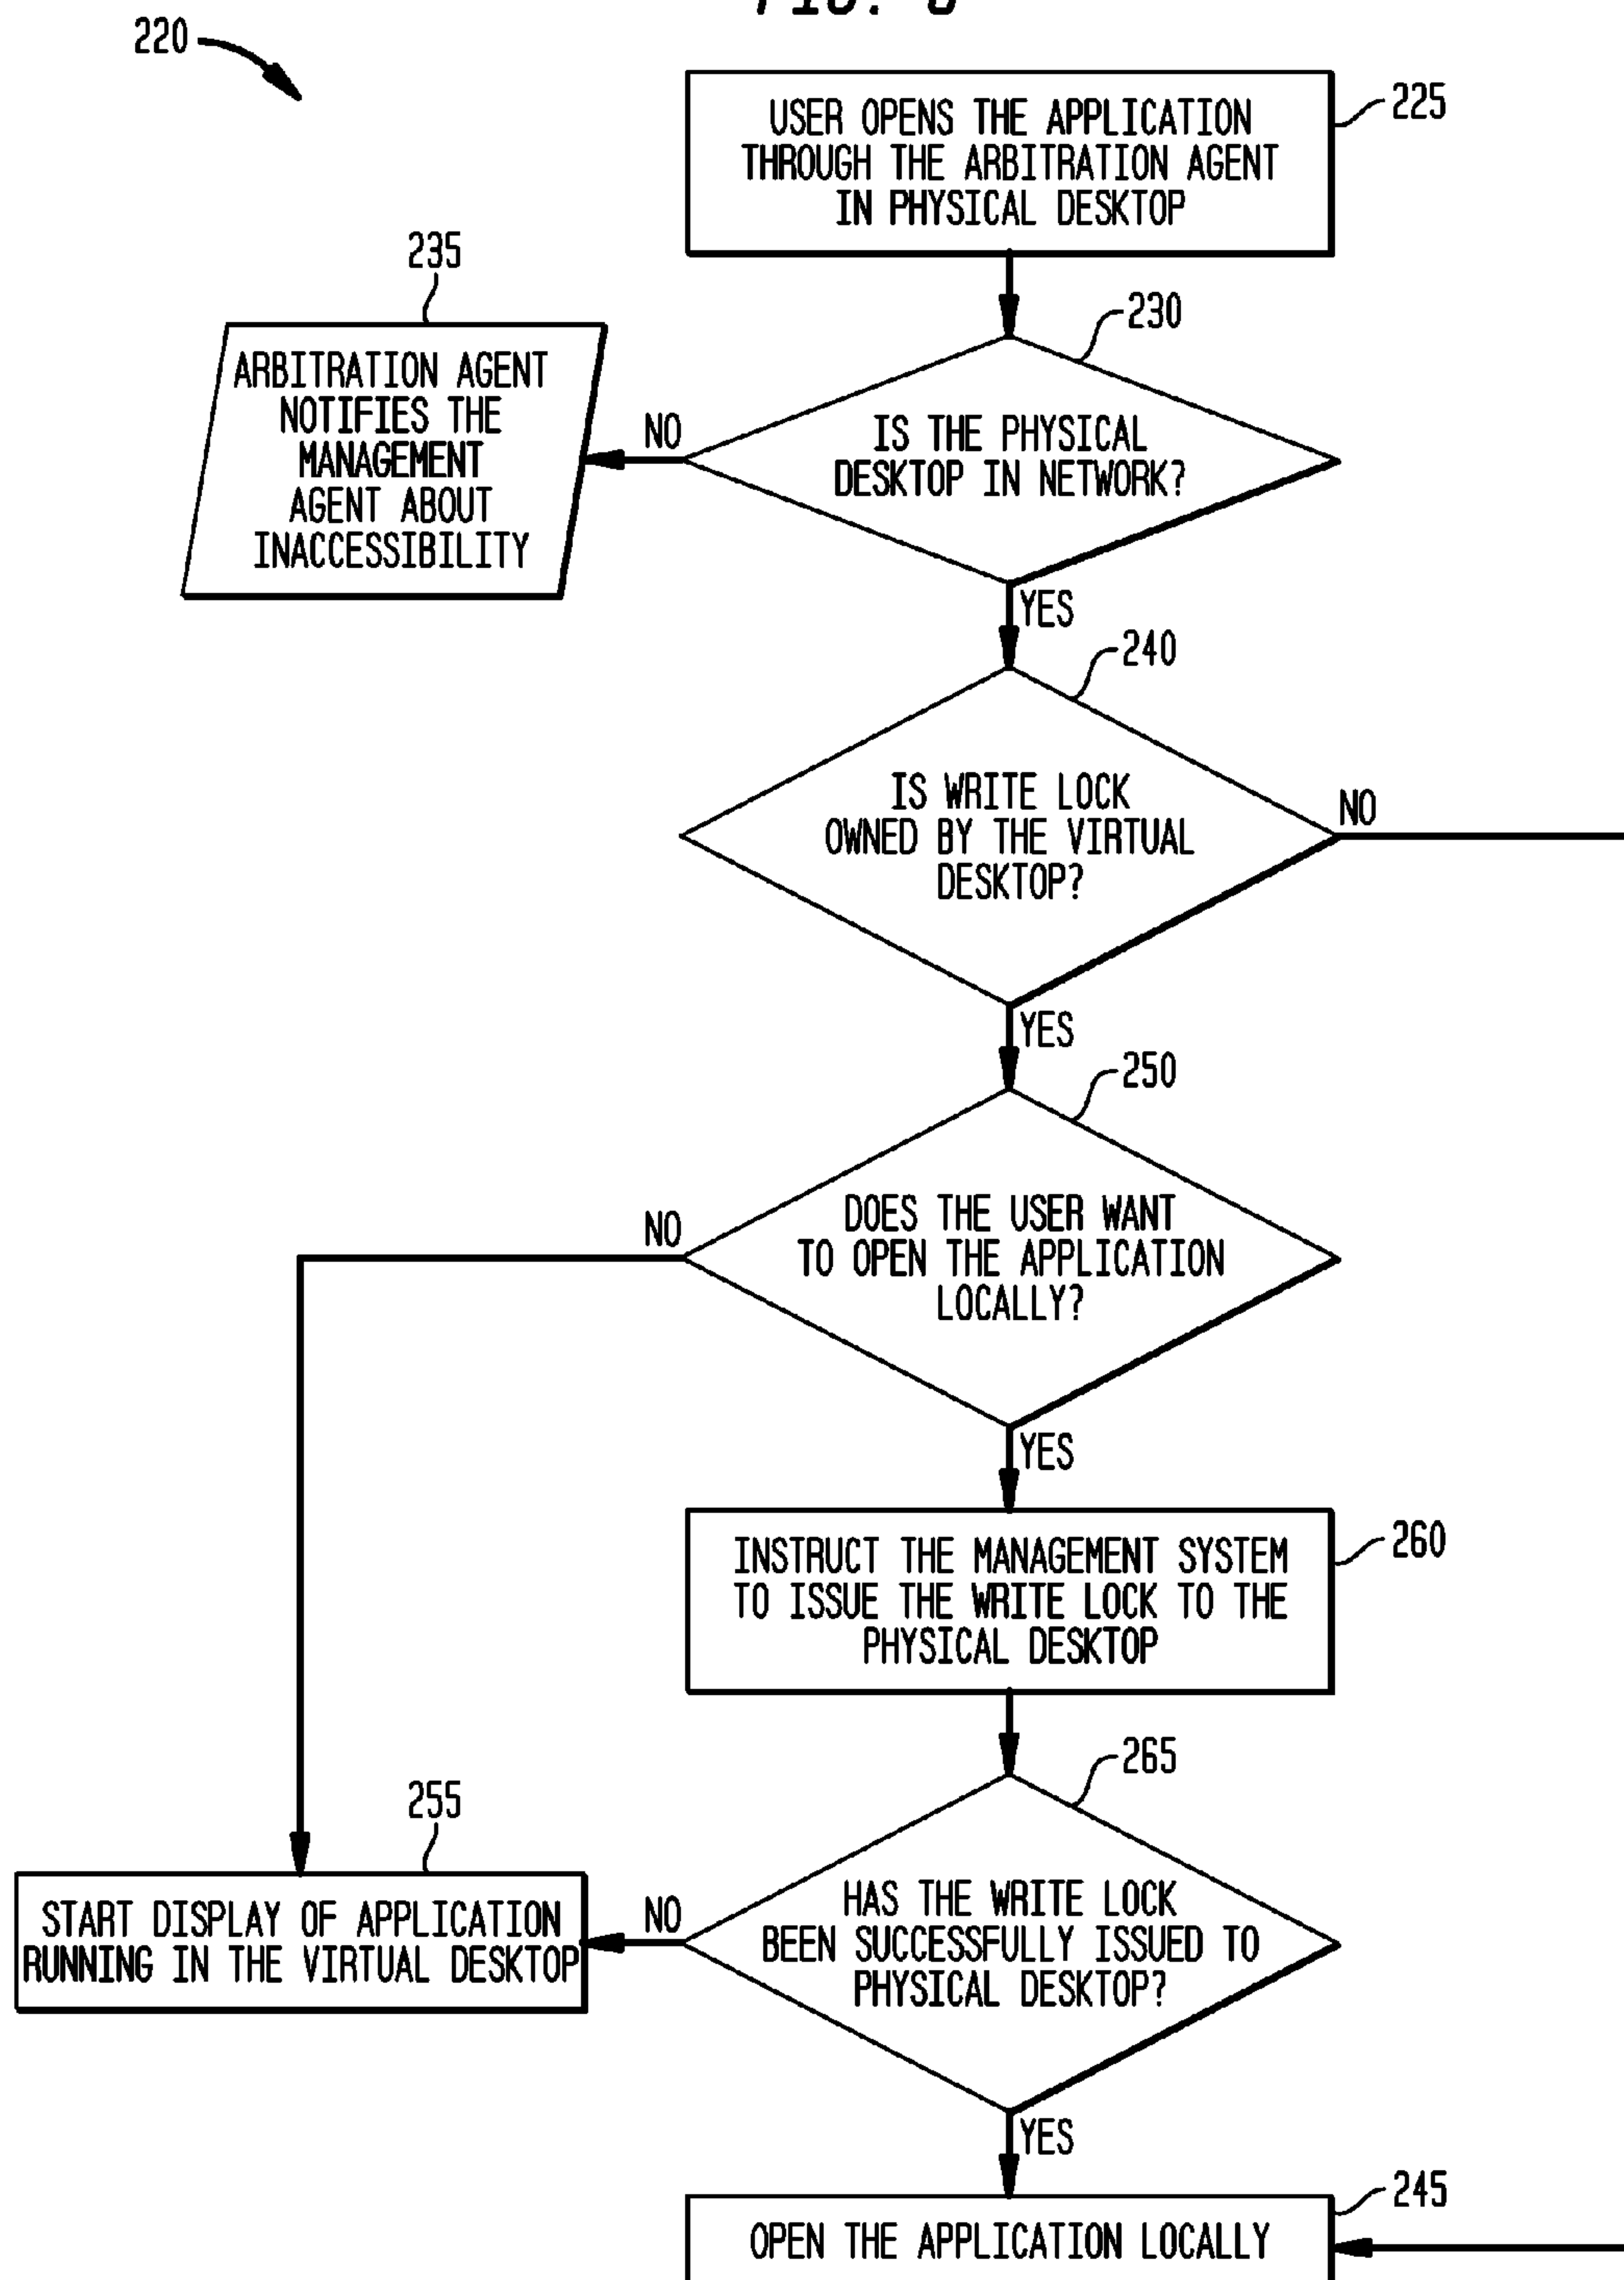 220
USER OPENS THE APPLICATION
THROUGH THE ARBITRATION AGENT
IN PHYSICAL DESKTOP
225
235
ARBITRATION AGENT
NOTIFIES THE
MANAGEMENT
AGENT ABOUT
INACCESSIBILITY
NO
230
IS THE PHYSICAL
DESKTOP IN NETWORK?
YES
240
IS WRITE LOCK
OWNED BY THE VIRTUAL
DESKTOP?
NO
YES
250
DOES THE USER WANT
TO OPEN THE APPLICATION
LOCALLY?
NO
YES
INSTRUCT THE MANAGEMENT SYSTEM
TO ISSUE THE WRITE LOCK TO THE
PHYSICAL DESKTOP
260
265
HAS THE WRITE LOCK
BEEN SUCCESSFULLY ISSUED TO
PHYSICAL DESKTOP?
NO
255
START DISPLAY OF APPLICATION
RUNNING IN THE VIRTUAL DESKTOP
YES
245
OPEN THE APPLICATION LOCALLY